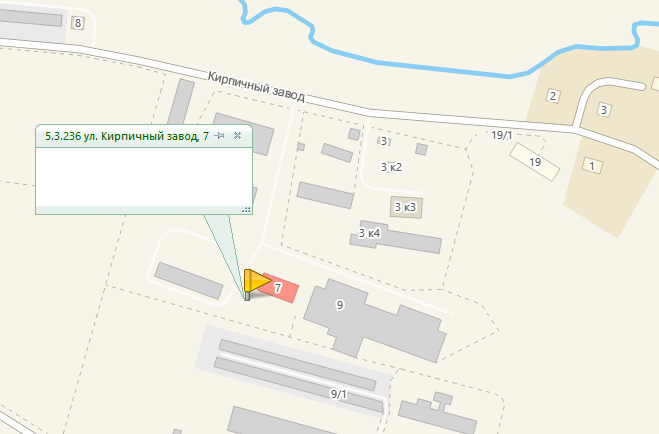 8
Кирпичный завод
2
3
5.3.236 ул. Кирпичный завод, 7
3
19/1
19
1
3 к2
3 к3
3 к4
7
9
9/1